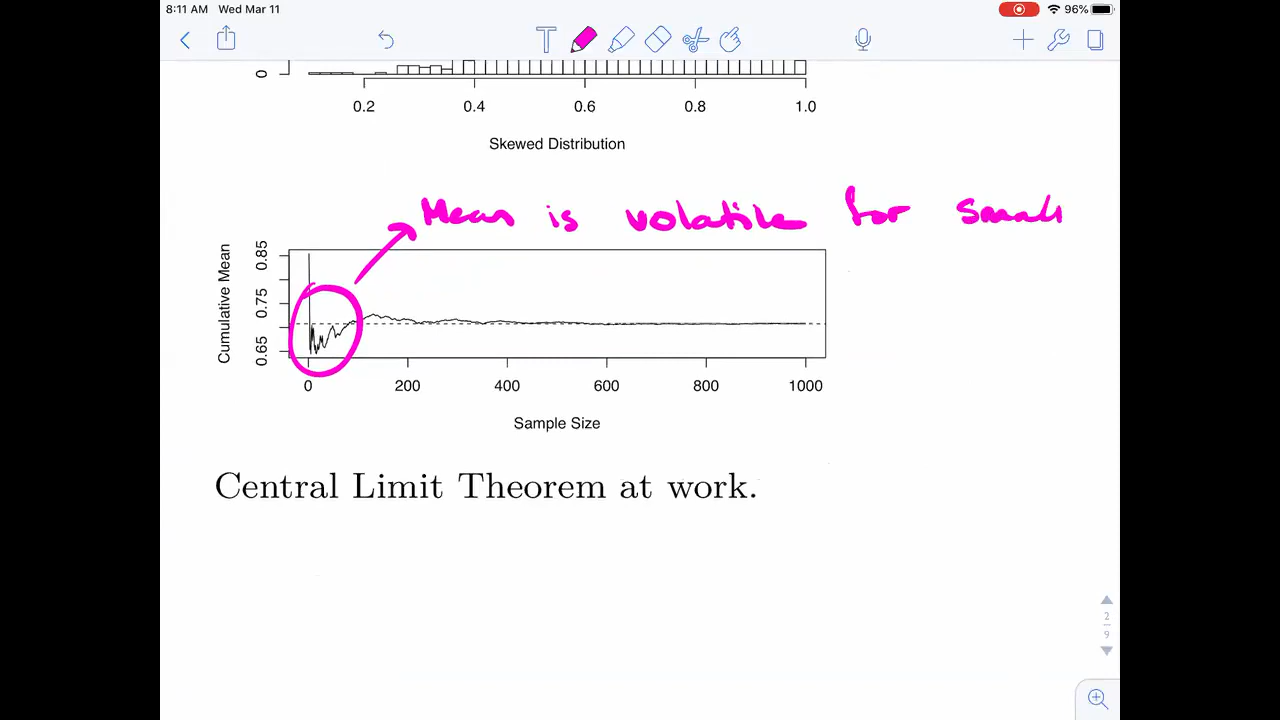 8:11 AM Wed Mar 11
96%
0
0.2 0.4 0.6 0.8 1.0
Skewed Distribution
Mean is volatile for small
Cumulative Mean
0.65 0.75 0.85
0 200 400 600 800 1000
Sample Size
Central Limit Theorem at work.
2
9